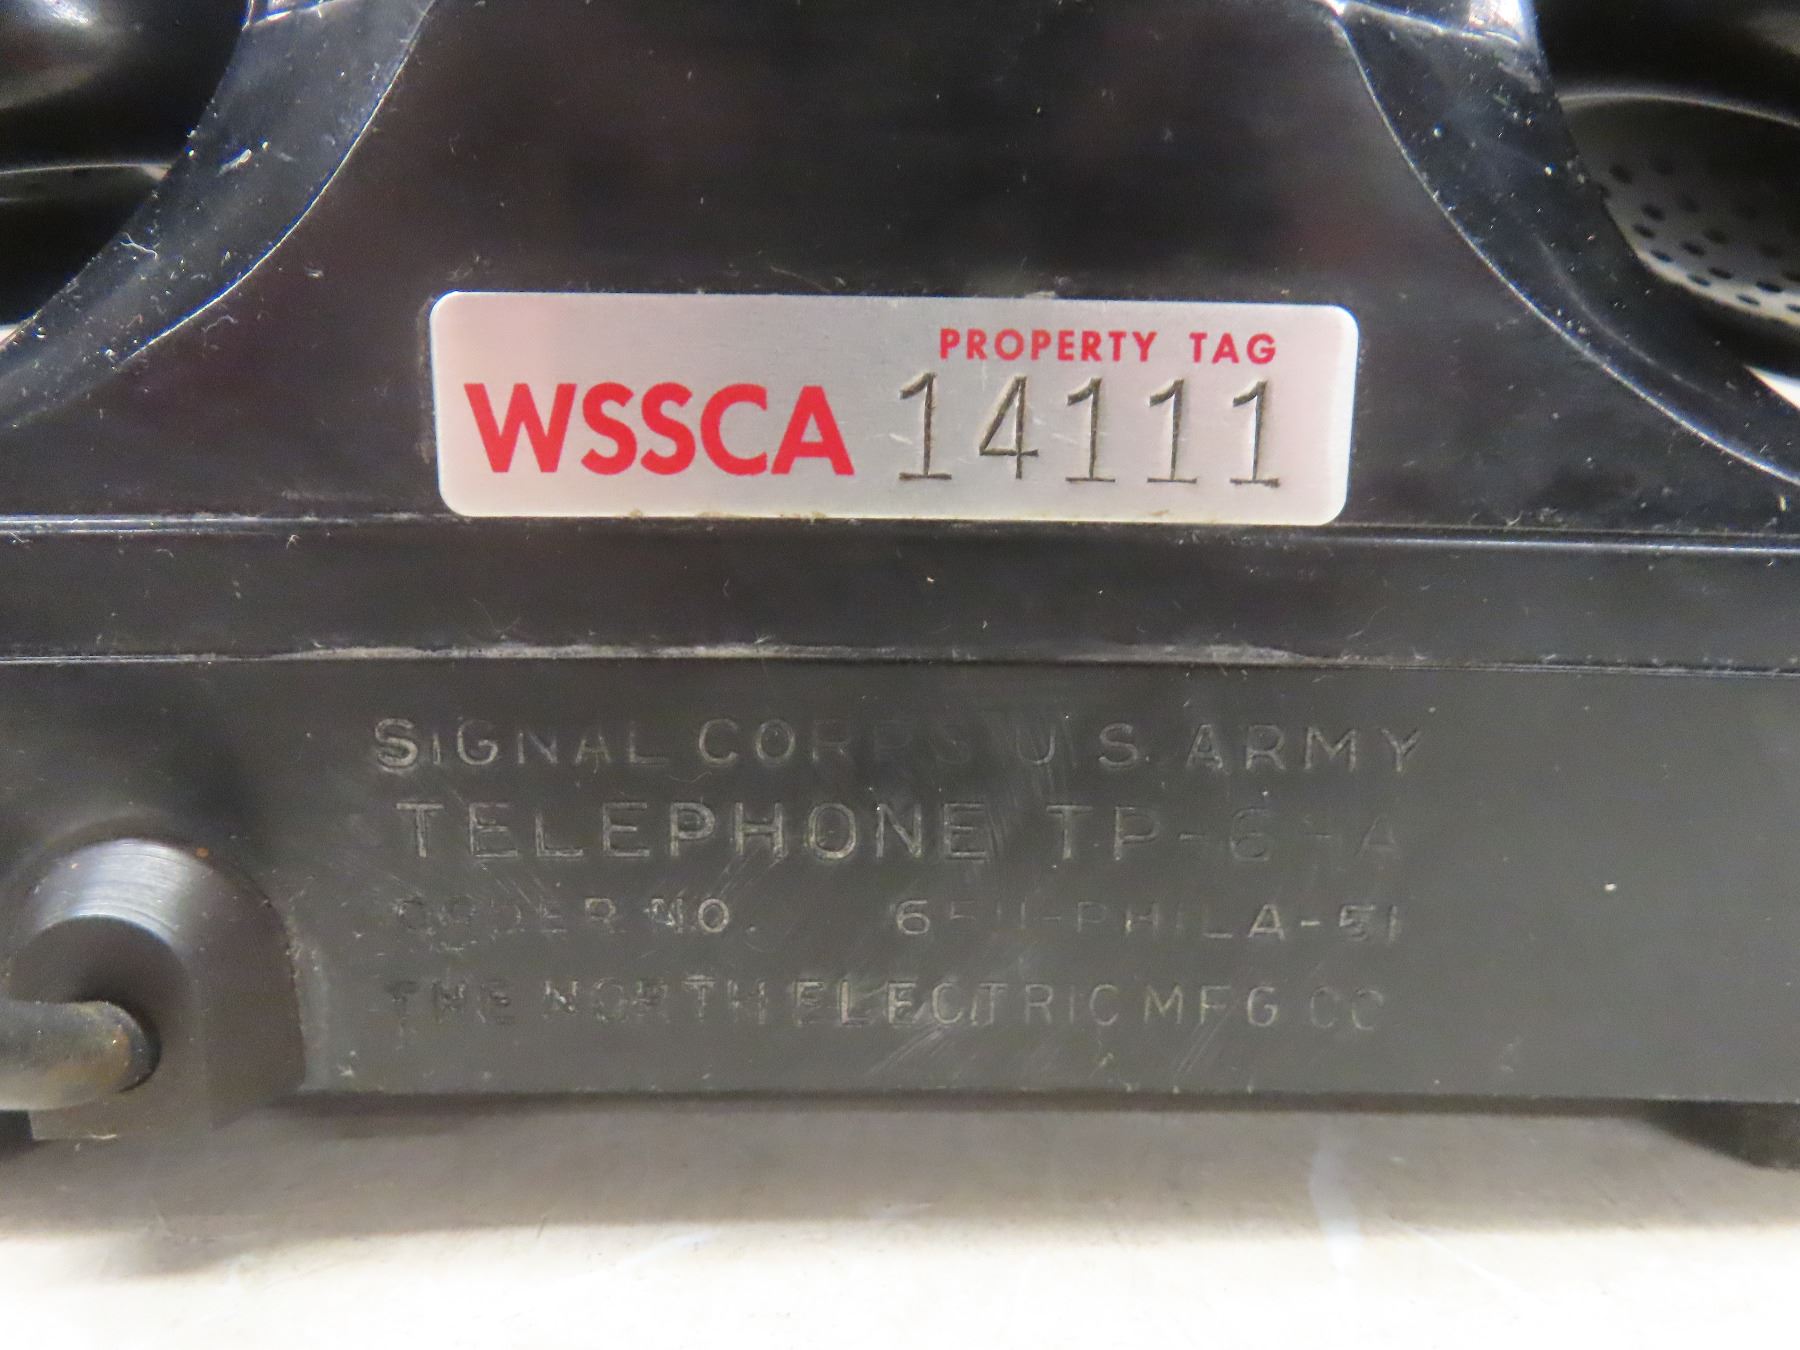 PROPERTY TAG
WSSCA 14111
SIGNAL CORPS U.S. ARMY
TELEPHONE TP-6-A
ORDER NO. PHILA-51
THE NORTH ELECTRIC MFG CO